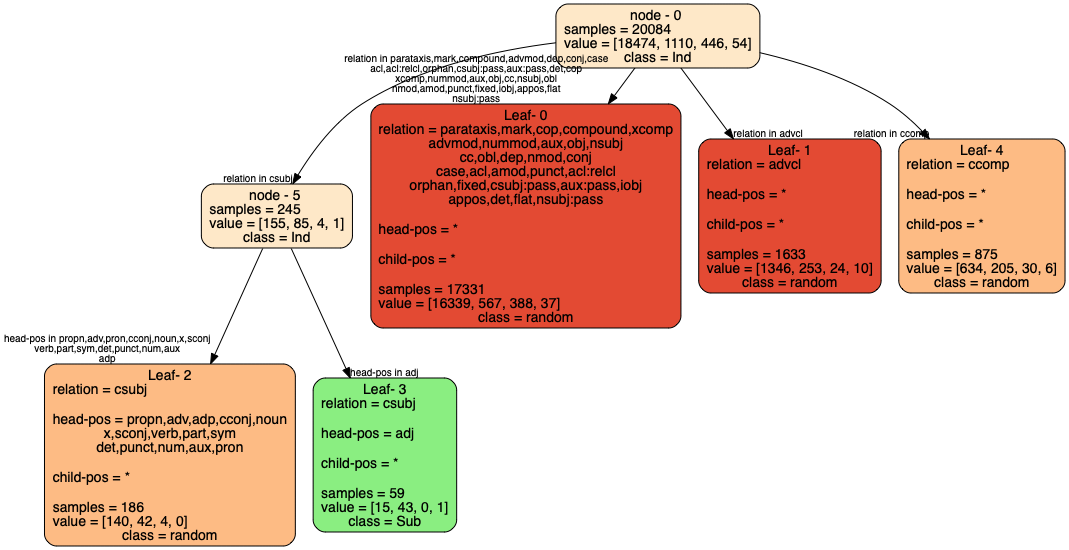 node - 0
samples = 20084
value = [18474, 1110, 446, 54]
class = Ind
relation in parataxis,mark,compound,advmod,dep,conj,case
acl,acl:relcl,orphan,csubj:pass,aux:pass,det,cop
xcomp,nummod,aux,obj,cc,nsubj,obl
nmod,amod,punct,fixed,iobj,appos,flat
nsubj:pass
Leaf- 0
relation = parataxis,mark,cop,compound,xcomp
advmod,nummod,aux,obj,nsubj
cc,obl,dep,nmod,conj
case,acl,amod,punct,acl:relcl
orphan,fixed,csubj:pass,aux:pass,iobj
appos,det,flat,nsubj:pass
head-pos = *
child-pos = *
samples = 17331
value = [16339, 567, 388, 37]
class = random
relation in advcl
Leaf- 1
relation = advcl
head-pos = *
child-pos = *
samples = 1633
value = [1346, 253, 24, 10]
class = random
relation in ccomp
Leaf- 4
relation = ccomp
head-pos = *
child-pos = *
samples = 875
value = [634, 205, 30, 6]
class = random
relation in csubj
node - 5
samples = 245
value = [155, 85, 4, 1]
class = Ind
head-pos in propn,adv,pron,cconj,noun,x,sconj
verb,part,sym,det,punct,num,aux
adp
Leaf- 2
relation = csubj
head-pos = propn,adv,adp,cconj,noun
x,sconj,verb,part,sym
det,punct,num,aux,pron
child-pos = *
samples = 186
value = [140, 42, 4, 0]
class = random
head-pos in adj
Leaf- 3
relation = csubj
head-pos = adj
child-pos = *
samples = 59
value = [15, 43, 0, 1]
class = Sub